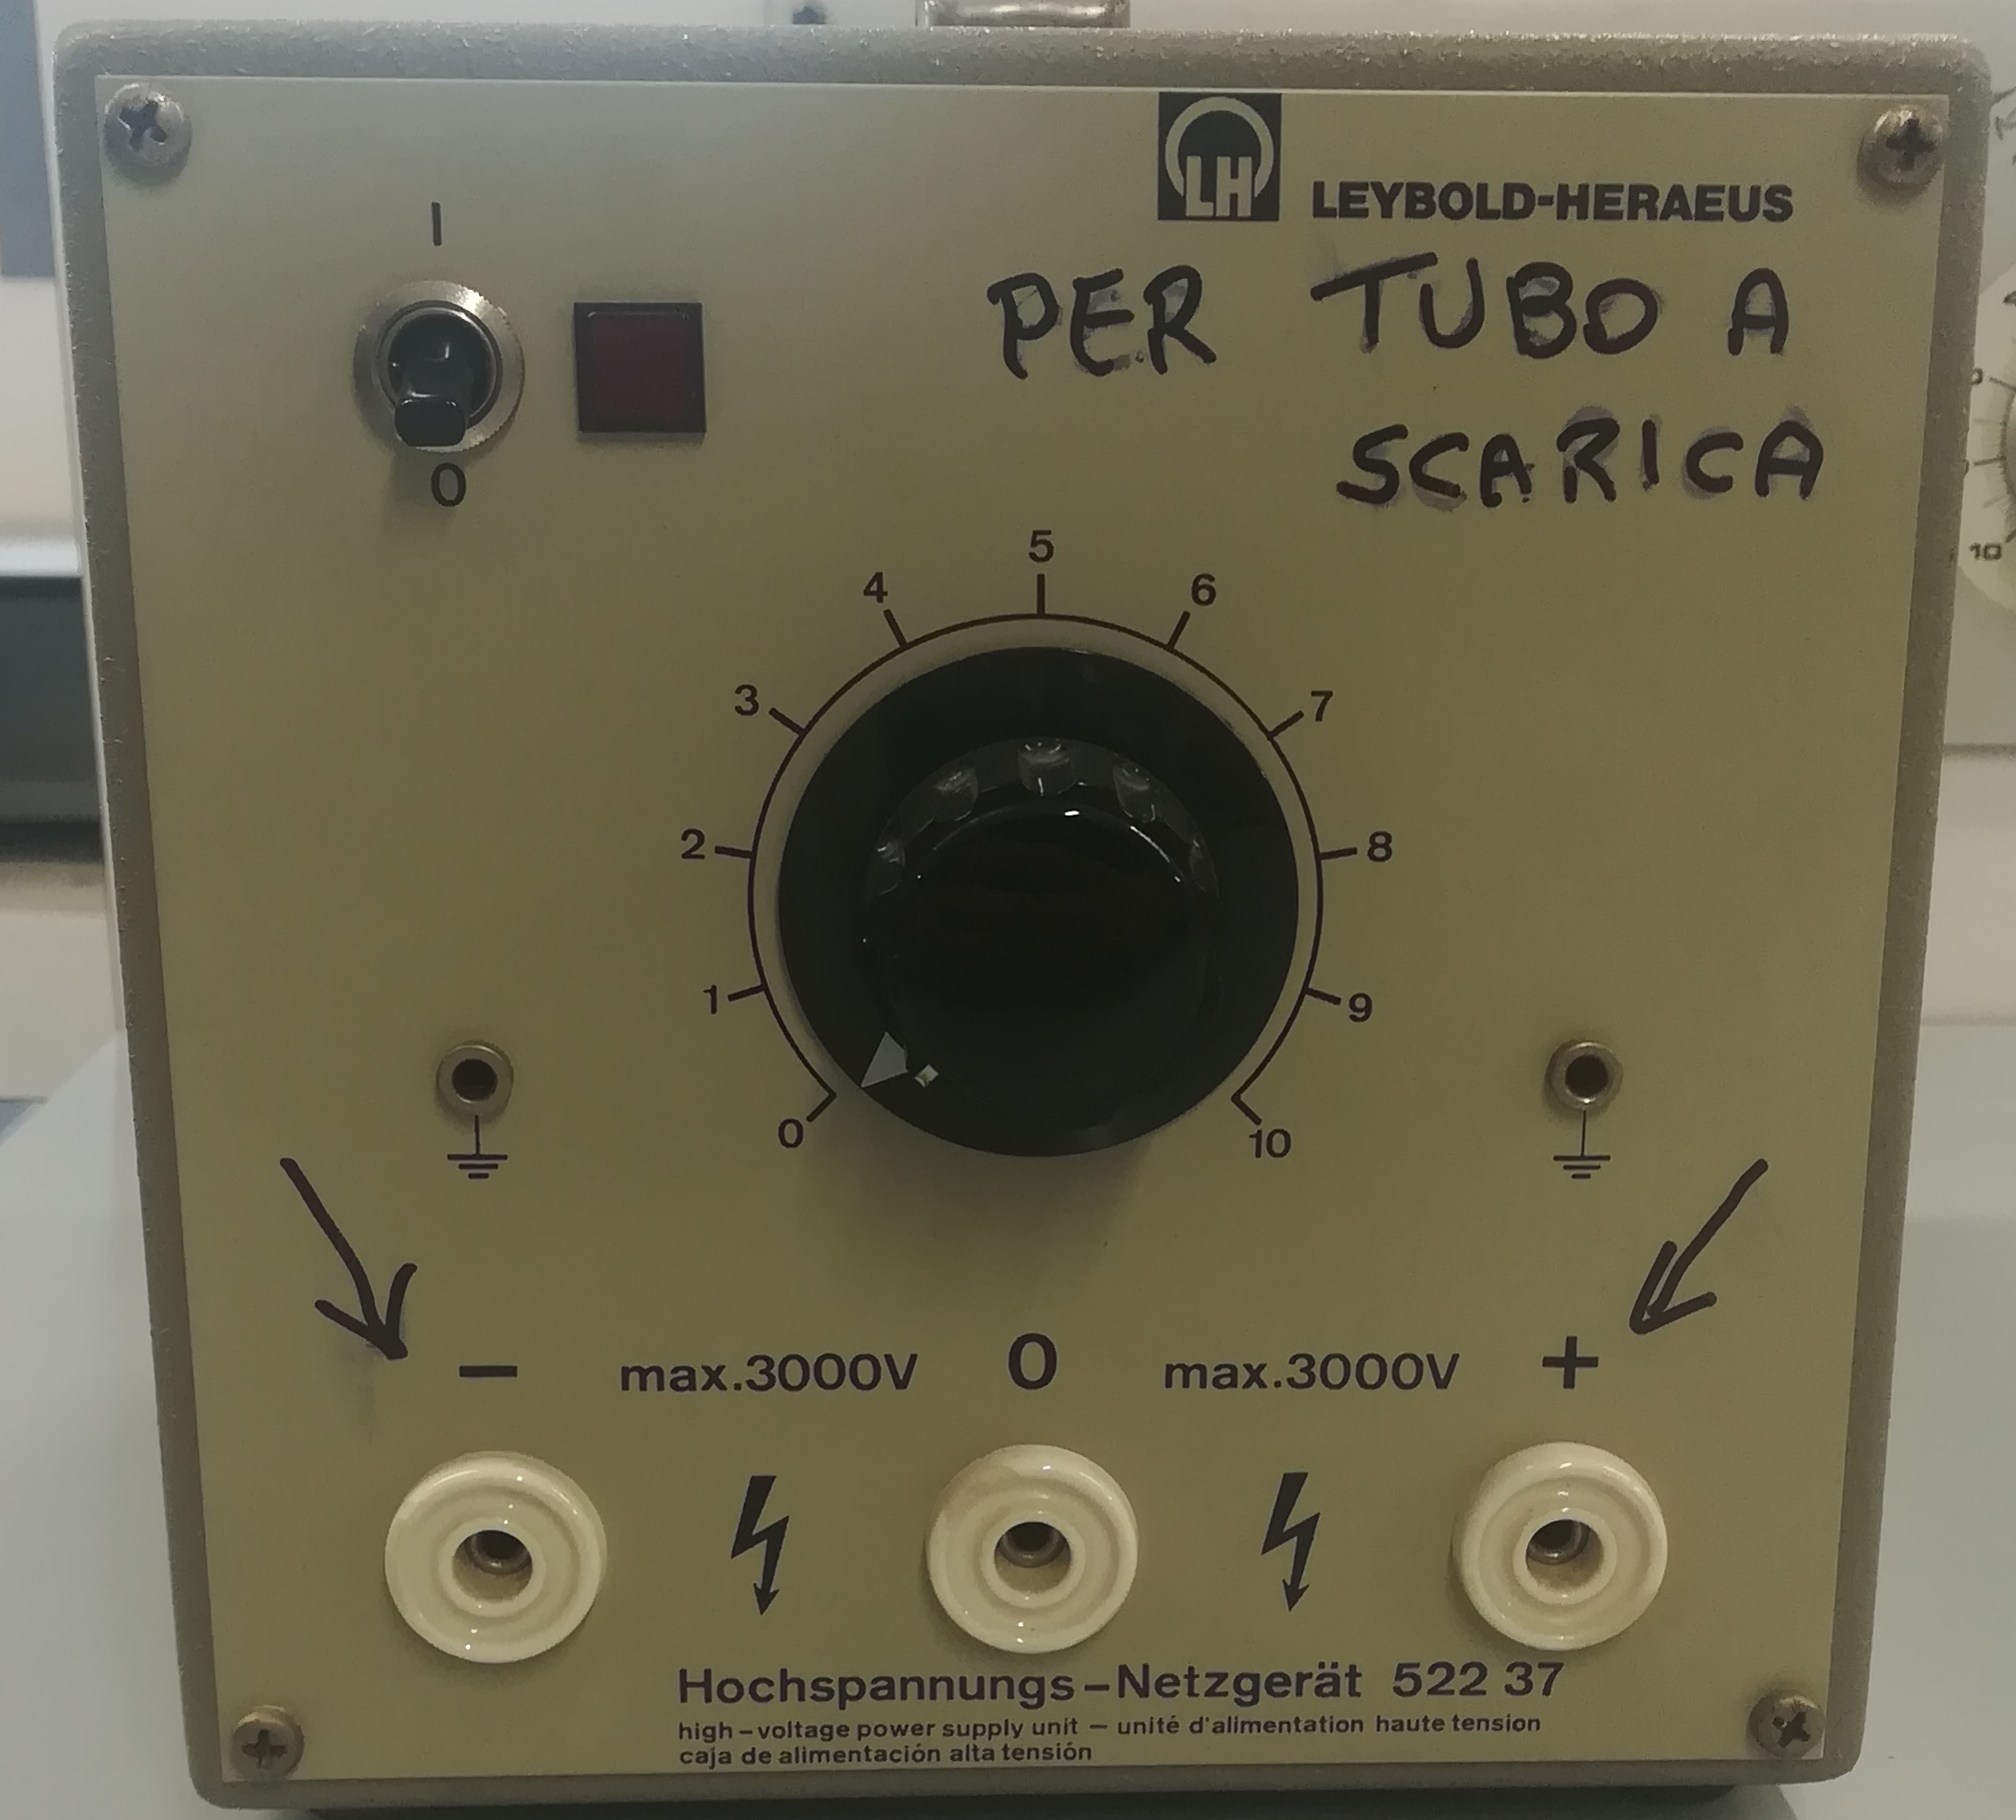 LH LEYBOLD-HERAEUS
PER TUBO A
SCARICA
I
0
5
4 6
3 7
2 8
1 9
0 10
10
− max.3000V 0 max.3000V +
Hochspannungs–Netzgerät 522 37
high–voltage power supply unit — unité d'alimentation haute tension
caja de alimentación alta tensión